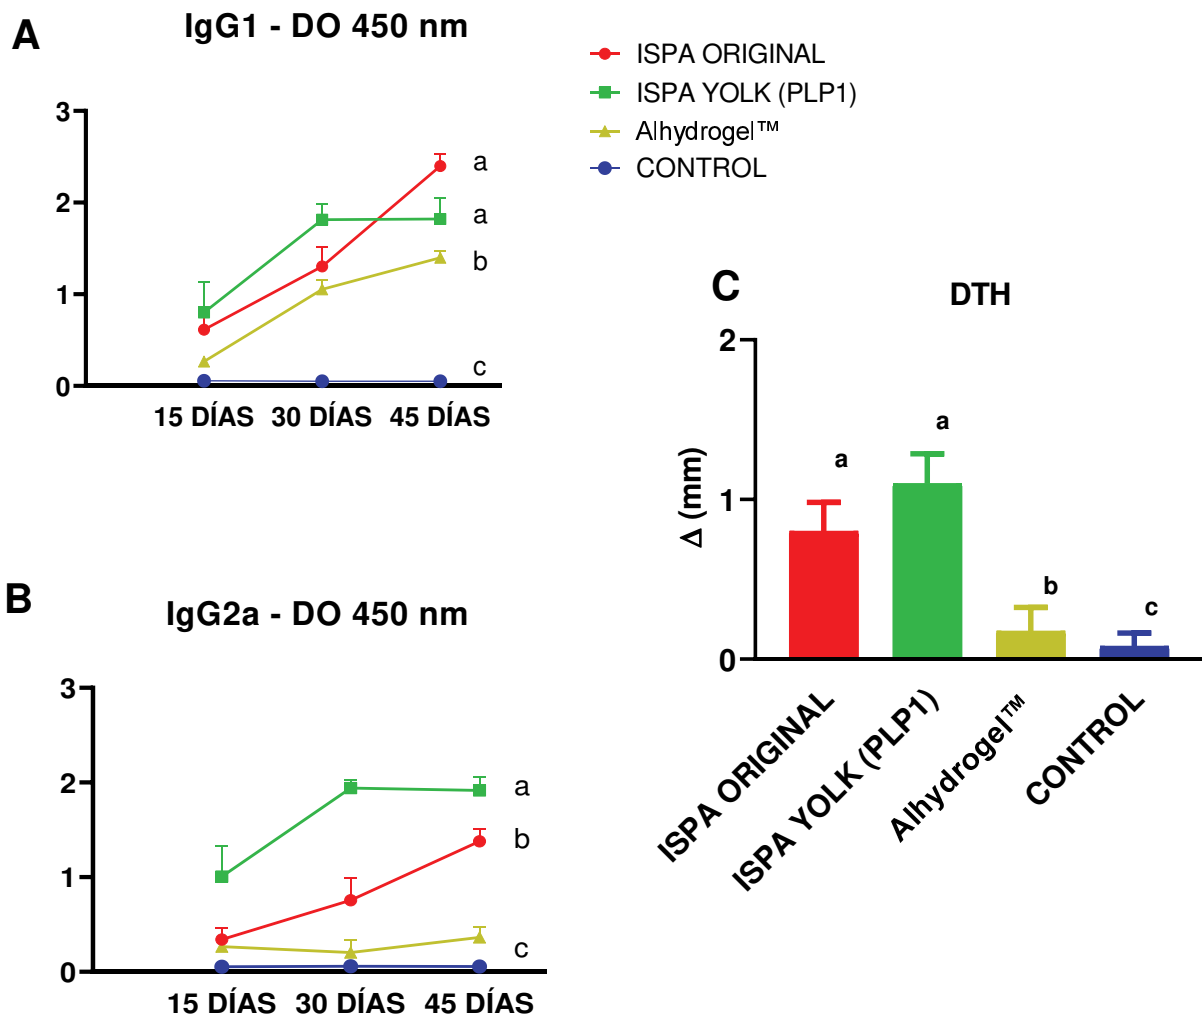 A
IgG1 - DO 450 nm
ISPA ORIGINAL
ISPA YOLK (PLP1)
Alhydrogel™
CONTROL
3
2
1
0
a
a
b
c
15 DÍAS 30 DÍAS 45 DÍAS
C
DTH
2
1
0
Δ (mm)
a
a
b
c
ISPA ORIGINAL
ISPA YOLK (PLP1)
Alhydrogel™
CONTROL
B
IgG2a - DO 450 nm
3
2
1
0
a
b
c
15 DÍAS 30 DÍAS 45 DÍAS